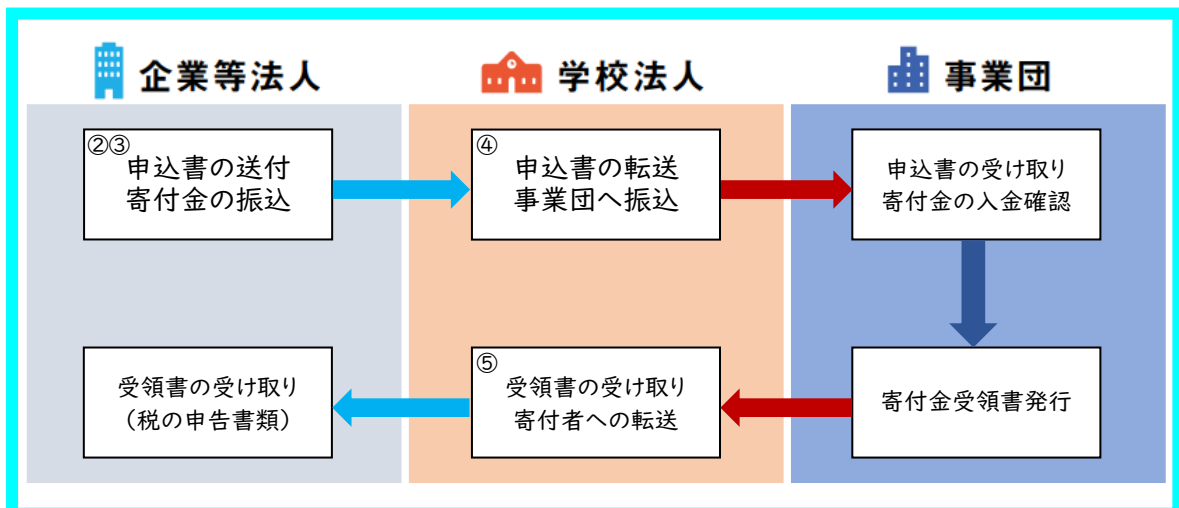 企業等法人
学校法人
事業団
②③
申込書の送付
寄付金の振込
④
申込書の転送
事業団へ振込
申込書の受け取り
寄付金の入金確認
受領書の受け取り
(税の申告書類)
⑤
受領書の受け取り
寄付者への転送
寄付金受領書発行